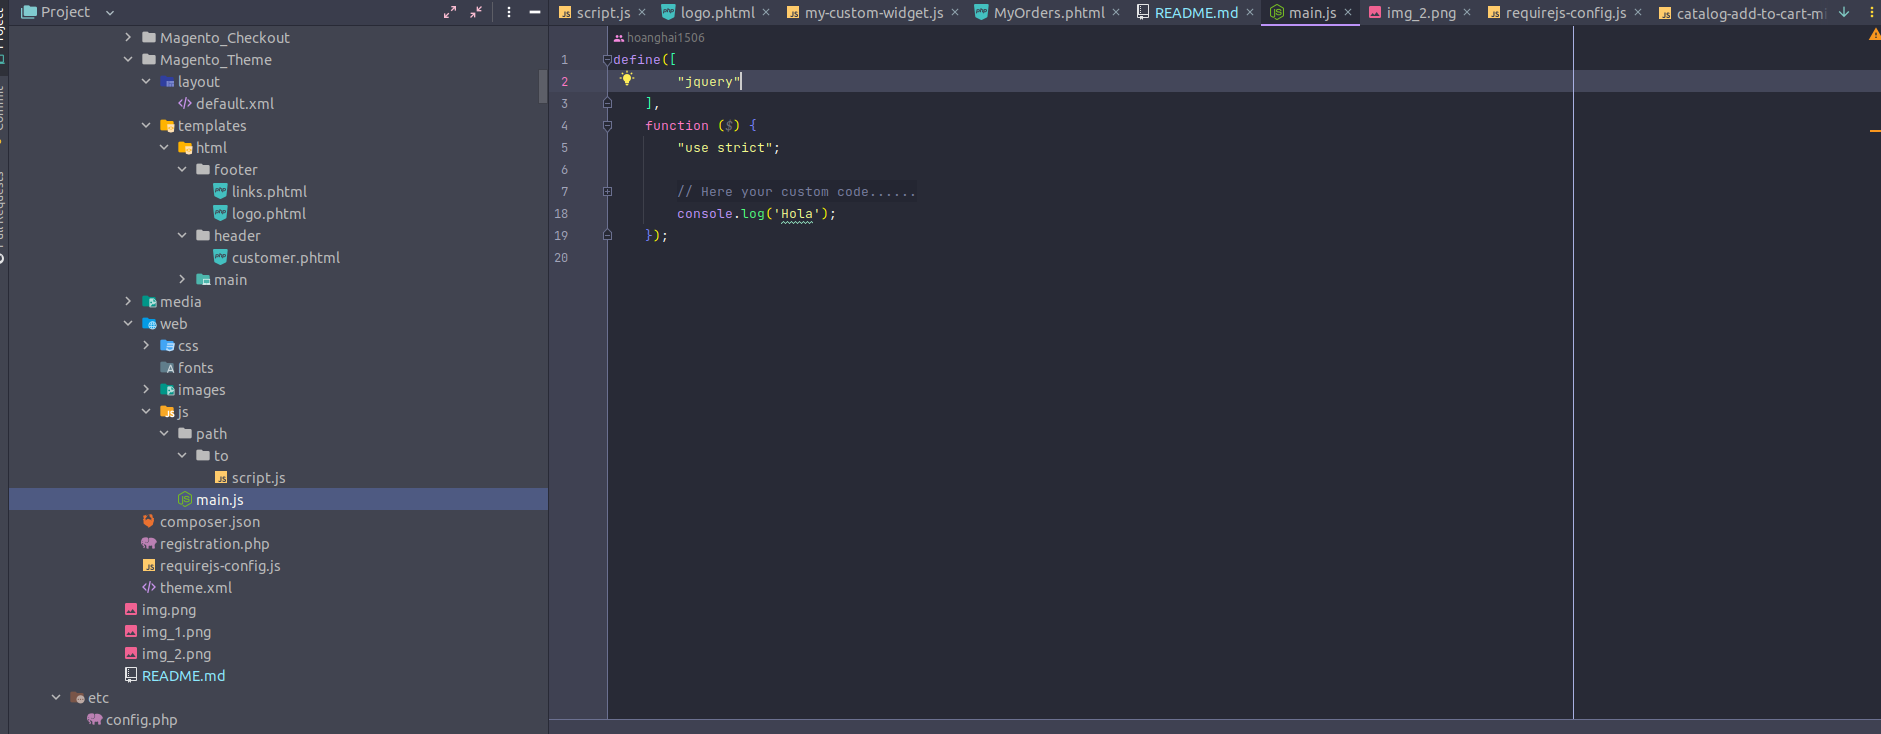 Project
script.js
logo.phtml
my-custom-widget.js
MyOrders.phtml
README.md
main.js
img_2.png
requirejs-config.js
catalog-add-to-cart-mi
Magento_Checkout
Magento_Theme
layout
default.xml
templates
html
footer
links.phtml
logo.phtml
header
customer.phtml
main
media
web
css
fonts
images
js
path
to
script.js
main.js
composer.json
registration.php
requirejs-config.js
theme.xml
img.png
img_1.png
img_2.png
README.md
etc
config.php
hoanghai1506
1 define([
2 "jquery"
3 ],
4 function ($) {
5 "use strict";
6
7 // Here your custom code......
18 console.log('Hola');
19 });
20